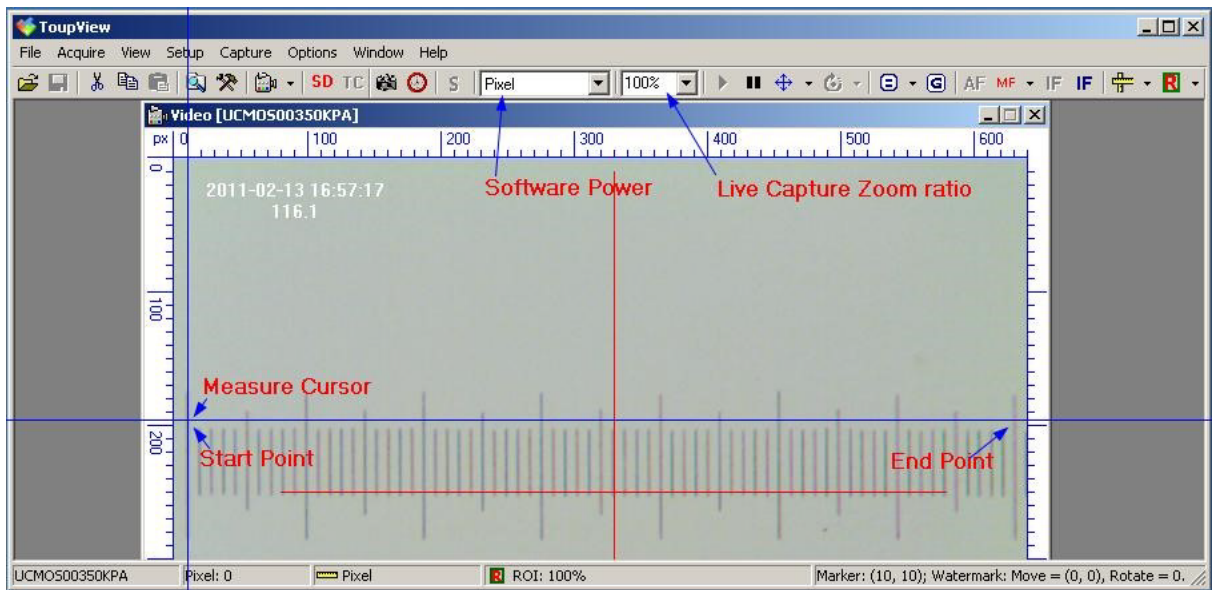 ToupView
File Acquire View Setup Capture Options Window Help
SD TC S Pixel 100% AF MF IF IF R
Video [UCMOS00350KPA]
px 0 100 200 300 400 500 600
0
2011-02-13 16:57:17
116.1
Software Power
Live Capture Zoom ratio
100
Measure Cursor
200
Start Point
End Point
UCMOS00350KPA Pixel: 0 Pixel R ROI: 100% Marker: (10, 10); Watermark: Move = (0, 0), Rotate = 0.